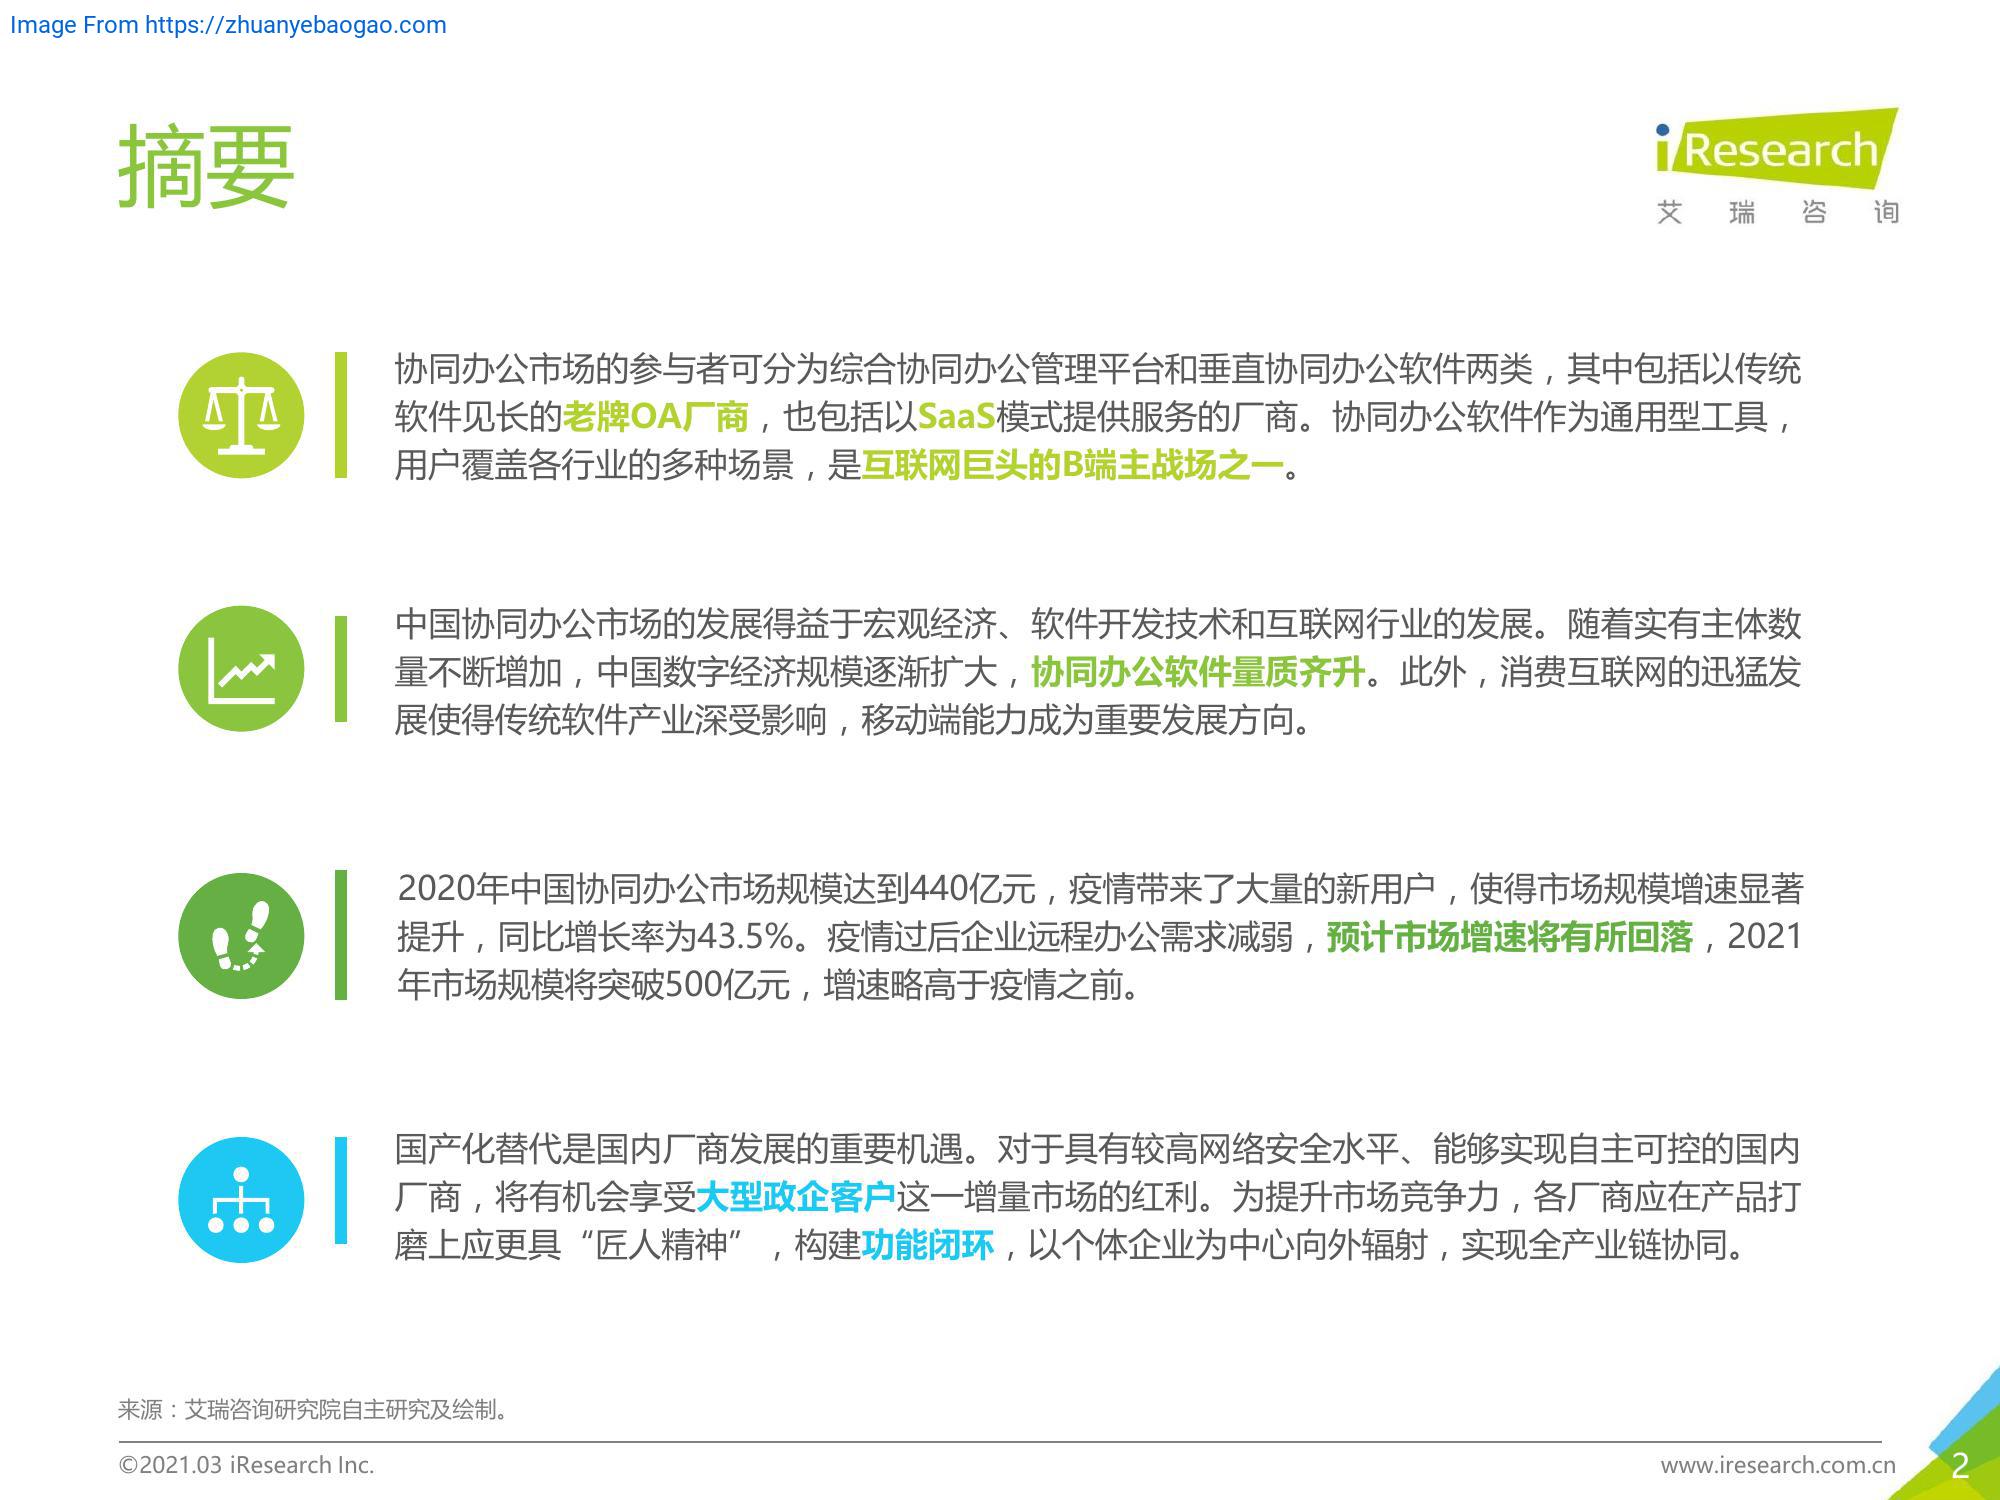 Image From https://zhuanyebaogao.com
摘要
iResearch
艾瑞咨询
协同办公市场的参与者可分为综合协同办公管理平台和垂直协同办公软件两类，其中包括以传统
软件见长的老牌OA厂商，也包括以SaaS模式提供服务的厂商。协同办公软件作为通用型工具，
用户覆盖各行业的多种场景，是互联网巨头的B端主战场之一。
中国协同办公市场的发展得益于宏观经济、软件开发技术和互联网行业的发展。随着实有主体数
量不断增加，中国数字经济规模逐渐扩大，协同办公软件量质齐升。此外，消费互联网的迅猛发
展使得传统软件产业深受影响，移动端能力成为重要发展方向。
2020年中国协同办公市场规模达到440亿元，疫情带来了大量的新用户，使得市场规模增速显著
提升，同比增长率为43.5%。疫情过后企业远程办公需求减弱，预计市场增速将有所回落，2021
年市场规模将突破500亿元，增速略高于疫情之前。
国产化替代是国内厂商发展的重要机遇。对于具有较高网络安全水平、能够实现自主可控的国内
厂商，将有机会享受大型政企客户这一增量市场的红利。为提升市场竞争力，各厂商应在产品打
磨上应更具“匠人精神”，构建功能闭环，以个体企业为中心向外辐射，实现全产业链协同。
来源：艾瑞咨询研究院自主研究及绘制。
©2021.03 iResearch Inc.
www.iresearch.com.cn
2